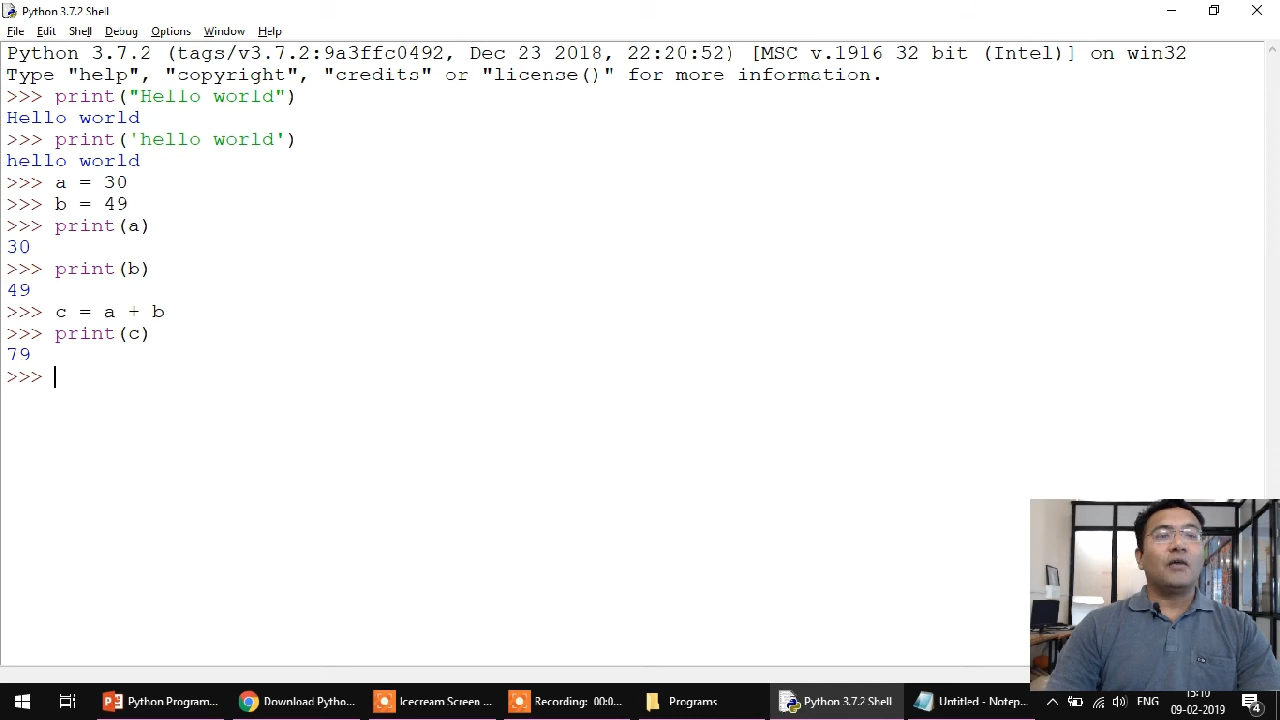 Python 3.7.2 Shell
File Edit Shell Debug Options Window Help
Python 3.7.2 (tags/v3.7.2:9a3ffc0492, Dec 23 2018, 22:20:52) [MSC v.1916 32 bit (Intel)] on win32
Type "help", "copyright", "credits" or "license()" for more information.
>>> print("Hello world")
Hello world
>>> print('hello world')
hello world
>>> a = 30
>>> b = 49
>>> print(a)
30
>>> print(b)
49
>>> c = a + b
>>> print(c)
79
>>>
Python Program... Download Pytho... Icecream Screen ... Recording: 00:0... Programs Python 3.7.2 Shell Untitled - Notep... ENG 15:10
09-02-2019 4